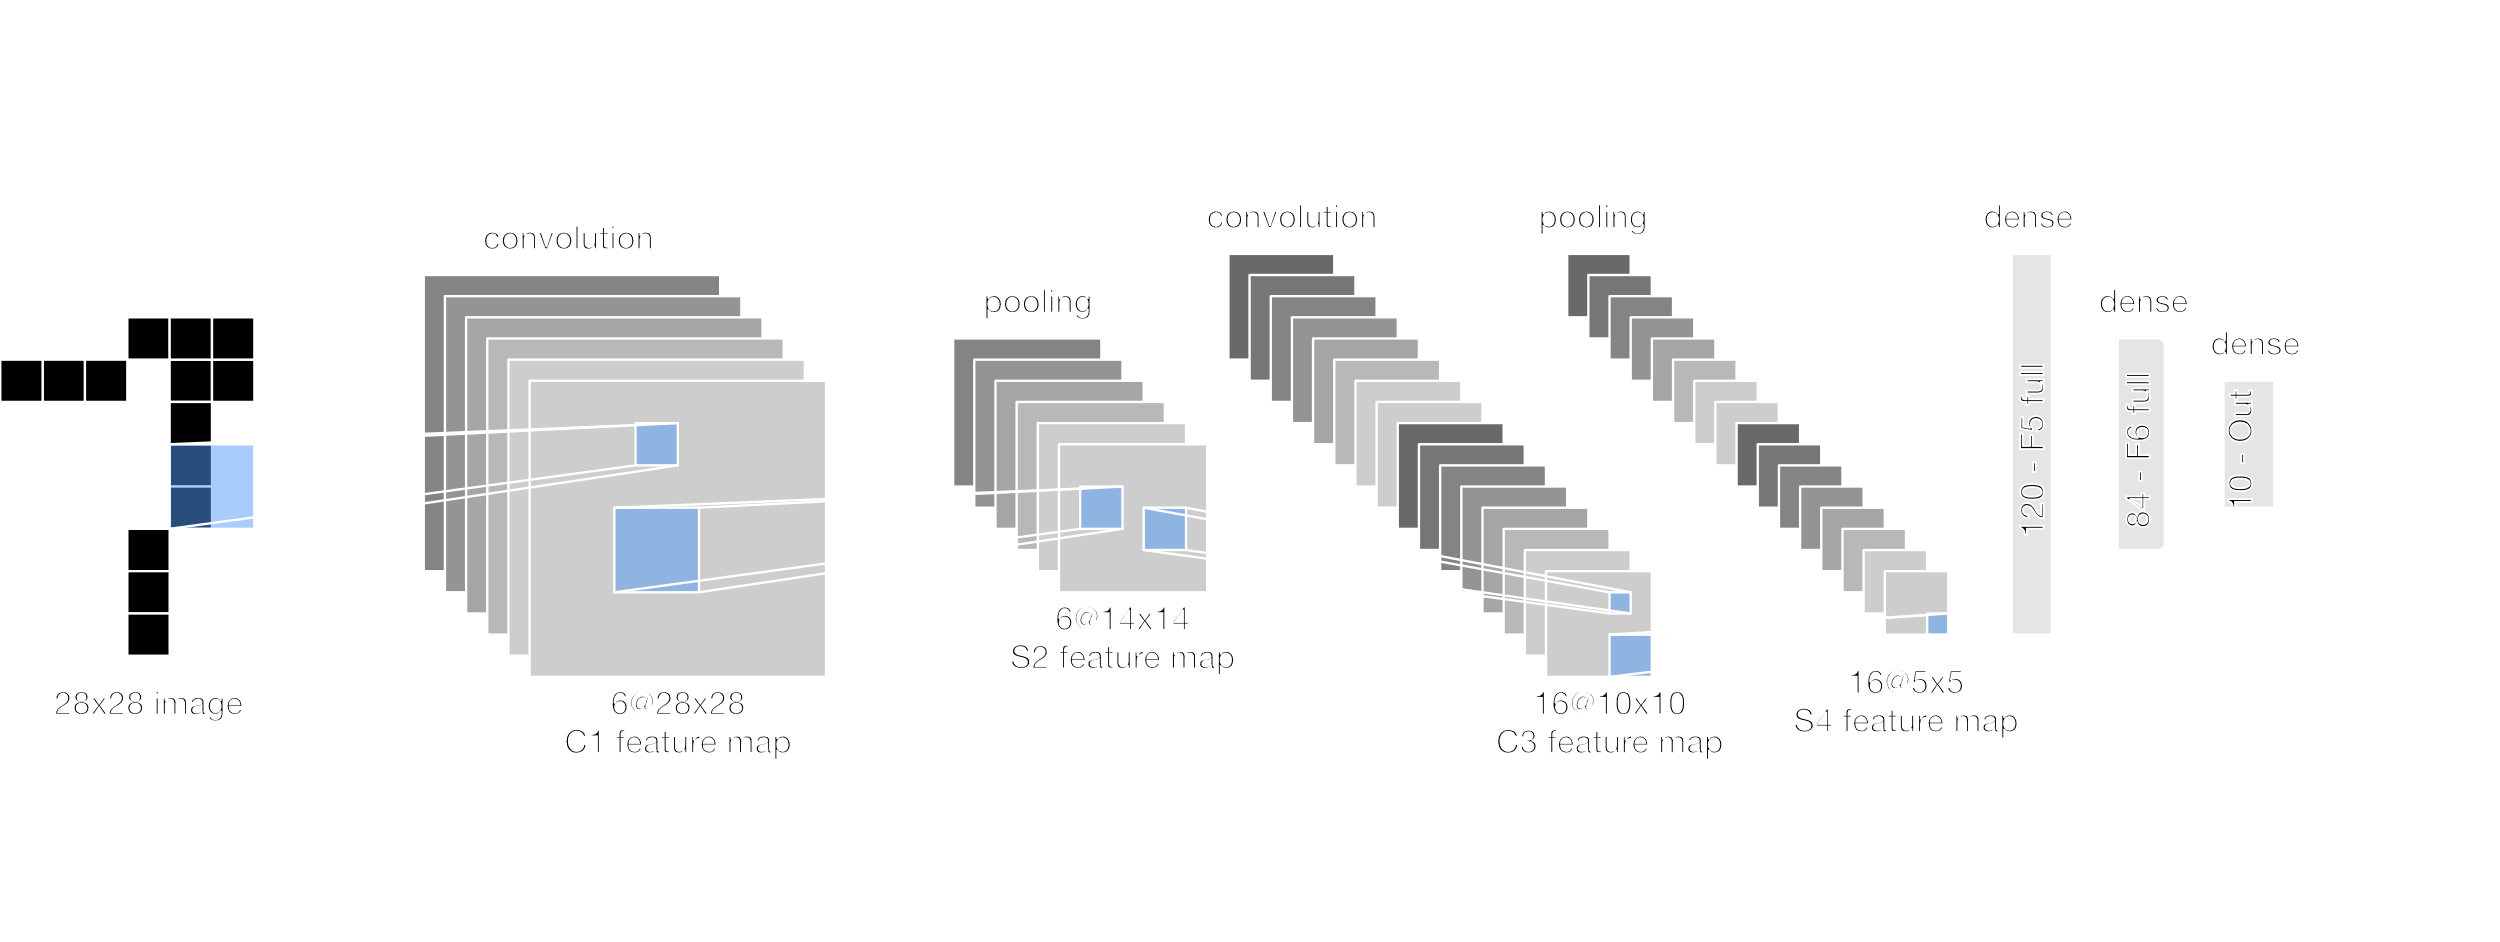 28x28 image
convolution
6@28x28
C1 feature map
pooling
6@14x14
S2 feature map
convolution
16@10x10
C3 feature map
pooling
16@5x5
S4 feature map
dense
120 - F5 full
dense
84 - F6 full
dense
10 - Out